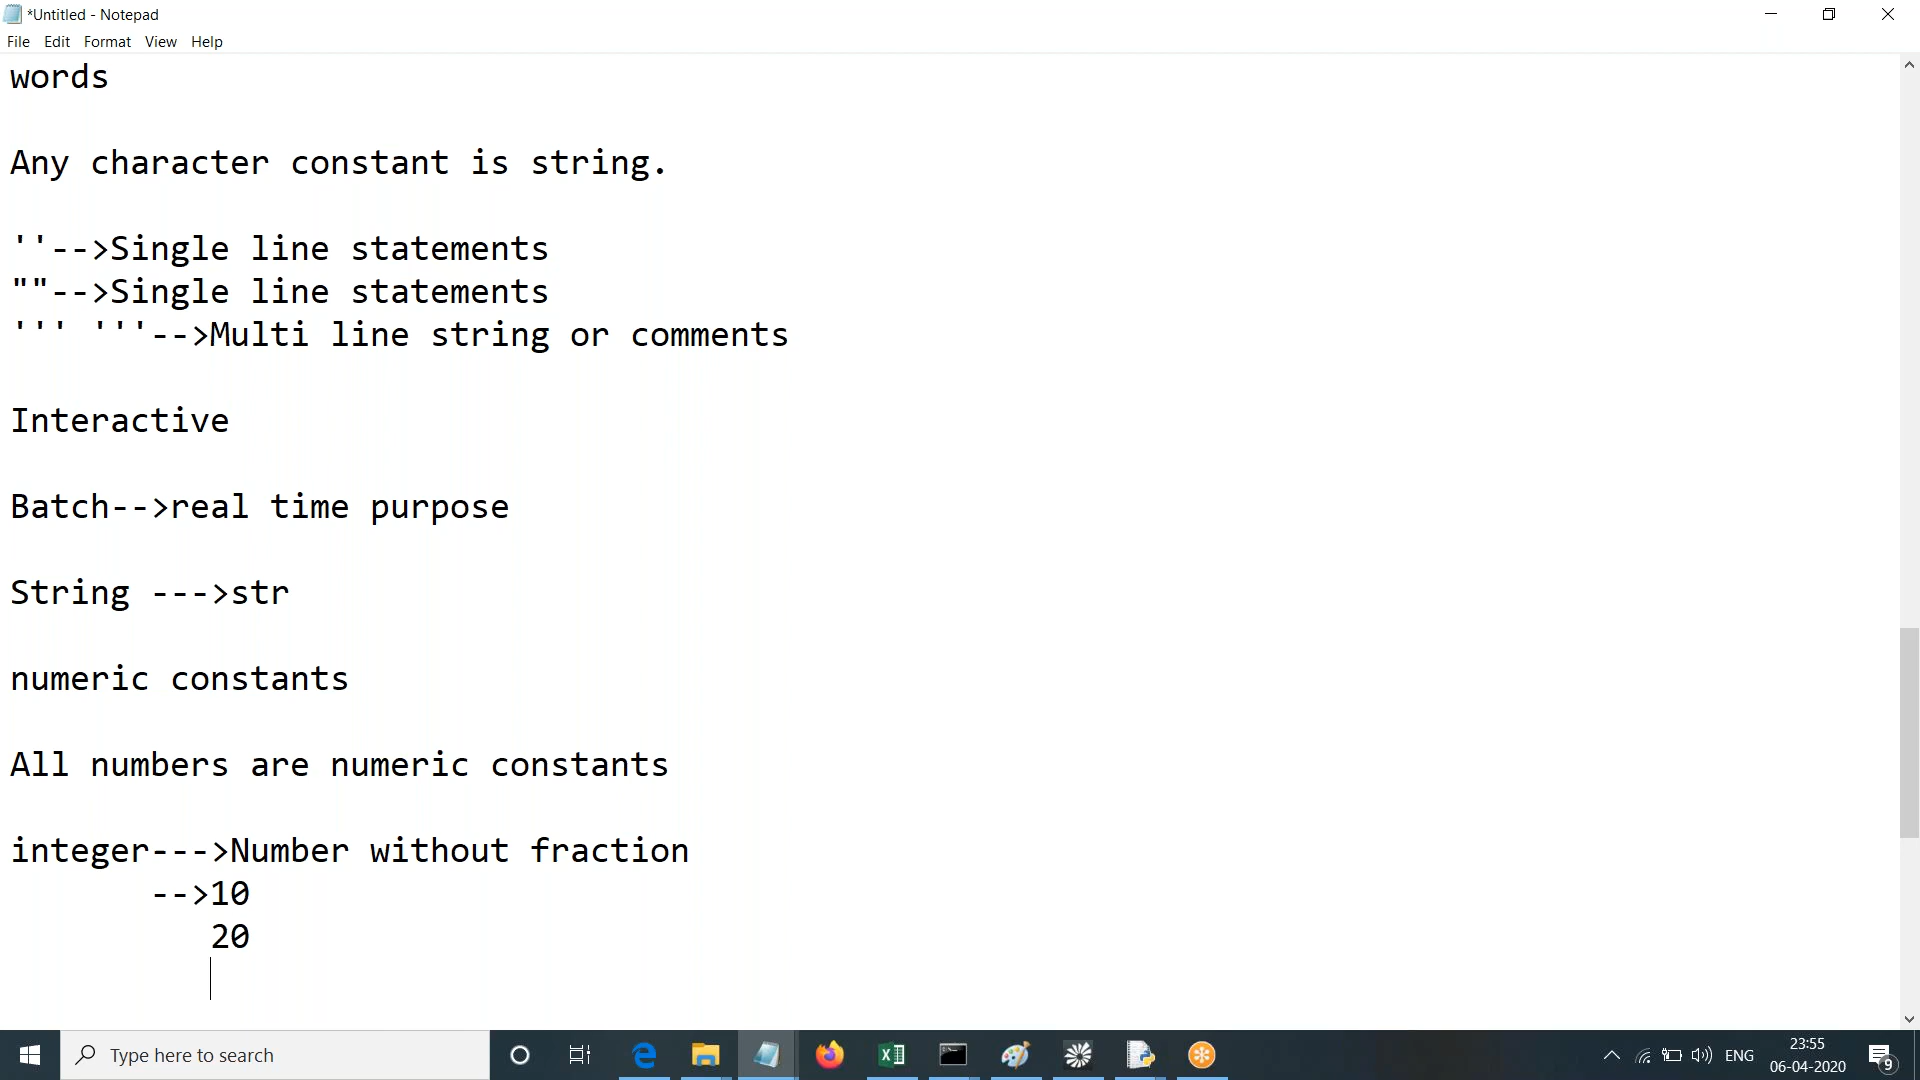 *Untitled - Notepad
File Edit Format View Help
words
Any character constant is string.
''-->Single line statements
""-->Single line statements
''' '''-->Multi line string or comments
Interactive
Batch-->real time purpose
String --->str
numeric constants
All numbers are numeric constants
integer--->Number without fraction
-->10
20
Type here to search
ENG
23:55
06-04-2020
9